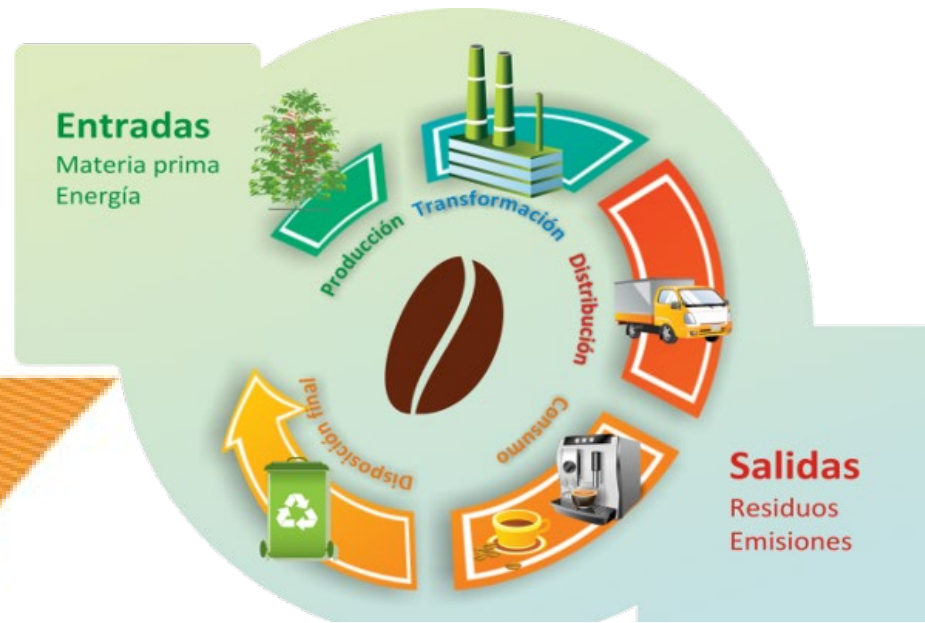 Entradas
Materia prima
Energía
Producción
Transformación
Distribución
Consumo
Disposición final
Salidas
Residuos
Emisiones